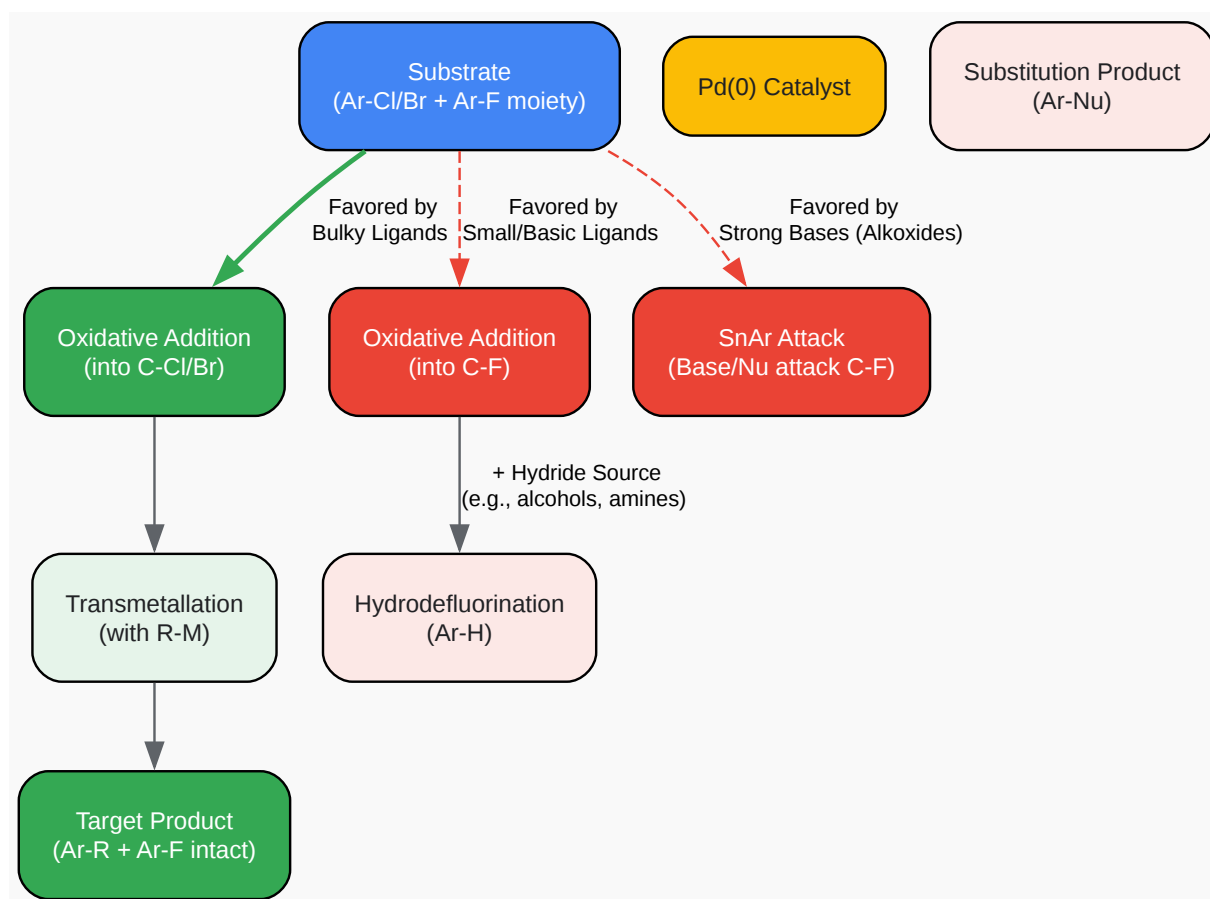 Substrate
(Ar-Cl/Br + Ar-F moiety)
Pd(0) Catalyst
Substitution Product
(Ar-Nu)
Favored by
Bulky Ligands
Favored by
Small/Basic Ligands
Favored by
Strong Bases (Alkoxides)
Oxidative Addition
(into C-Cl/Br)
Oxidative Addition
(into C-F)
SnAr Attack
(Base/Nu attack C-F)
+ Hydride Source
(e.g., alcohols, amines)
Transmetallation
(with R-M)
Hydrodefluorination
(Ar-H)
Target Product
(Ar-R + Ar-F intact)